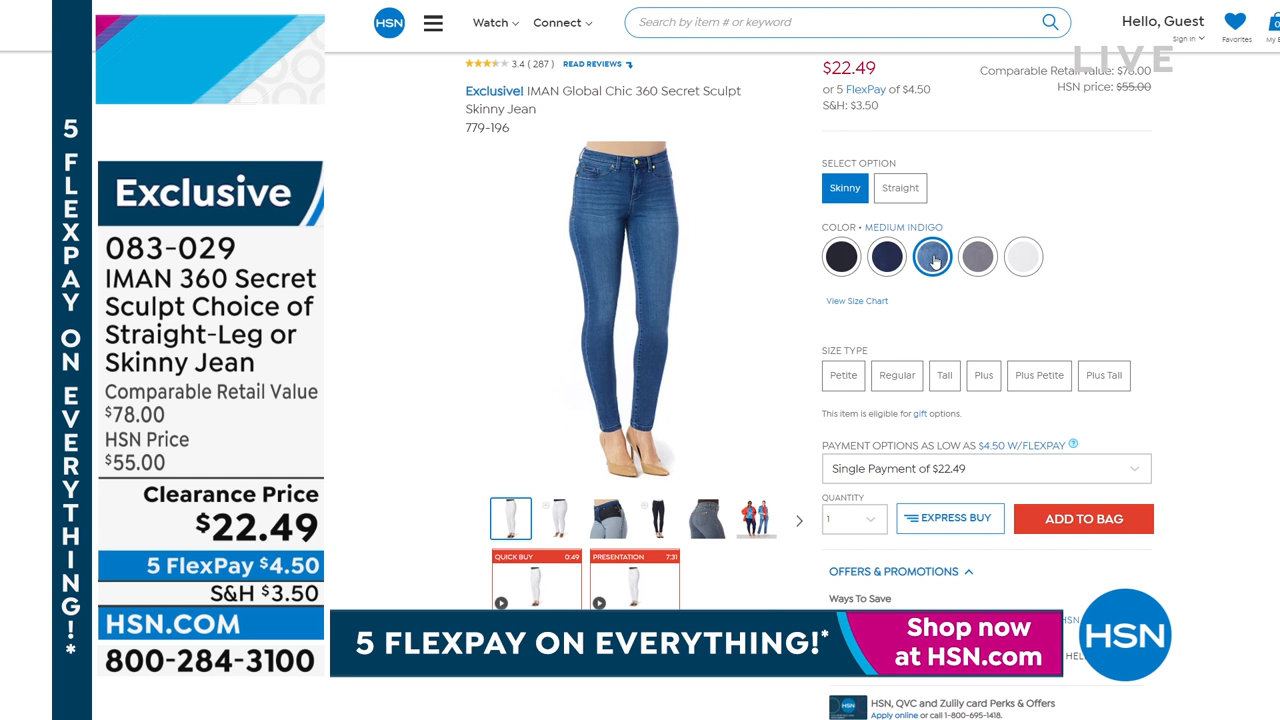 5 FLEXPAY ON EVERYTHING!*
Exclusive
083-029
IMAN 360 Secret
Sculpt Choice of
Straight-Leg or
Skinny Jean
Comparable Retail Value
$78.00
HSN Price
$55.00
Clearance Price
$22.49
5 FlexPay $4.50
S&H $3.50
HSN.COM
800-284-3100
HSN
Watch
Connect
Search by item # or keyword
Hello, Guest
Sign In
Favorites
LIVE
3.4 ( 287 ) READ REVIEWS
Exclusive! IMAN Global Chic 360 Secret Sculpt
Skinny Jean
779-196
$22.49
or 5 FlexPay of $4.50
S&H: $3.50
Comparable Retail Value: $78.00
HSN price: $55.00
SELECT OPTION
Skinny
Straight
COLOR • MEDIUM INDIGO
View Size Chart
SIZE TYPE
Petite
Regular
Tall
Plus
Plus Petite
Plus Tall
This item is eligible for gift options.
PAYMENT OPTIONS AS LOW AS $4.50 W/FLEXPAY ?
Single Payment of $22.49
QUANTITY
1
EXPRESS BUY
ADD TO BAG
QUICK BUY 0:49
PRESENTATION 7:31
OFFERS & PROMOTIONS
Ways To Save
5 FLEXPAY ON EVERYTHING!*
Shop now
at HSN.com
HSN
HSN
HSN, QVC and Zulily card Perks & Offers
Apply online or call 1-800-695-1418.